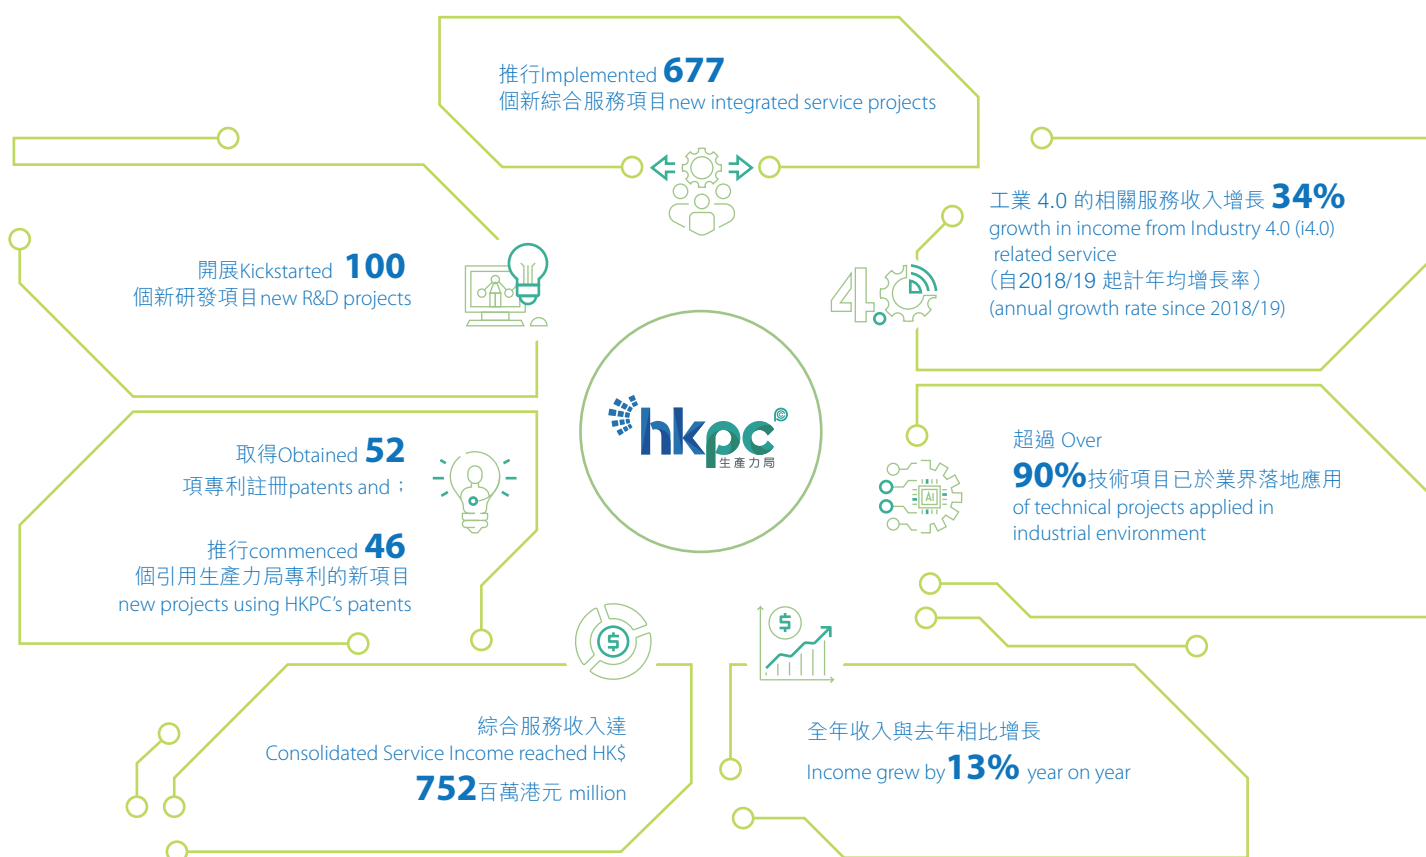 推行Implemented 677
個新綜合服務項目new integrated service projects
開展Kickstarted 100
個新研發項目new R&D projects
4.0
工業 4.0 的相關服務收入增長 34%
growth in income from Industry 4.0 (i4.0)
related service
（自2018/19 起計年均增長率）
(annual growth rate since 2018/19)
hkpc
生產力局
取得Obtained 52
項專利註冊patents and；
推行commenced 46
個引用生產力局專利的新項目
new projects using HKPC’s patents
AI
超過 Over
90%技術項目已於業界落地應用
of technical projects applied in
industrial environment
$
綜合服務收入達
Consolidated Service Income reached HK$
752百萬港元 million
$
全年收入與去年相比增長
Income grew by 13% year on year